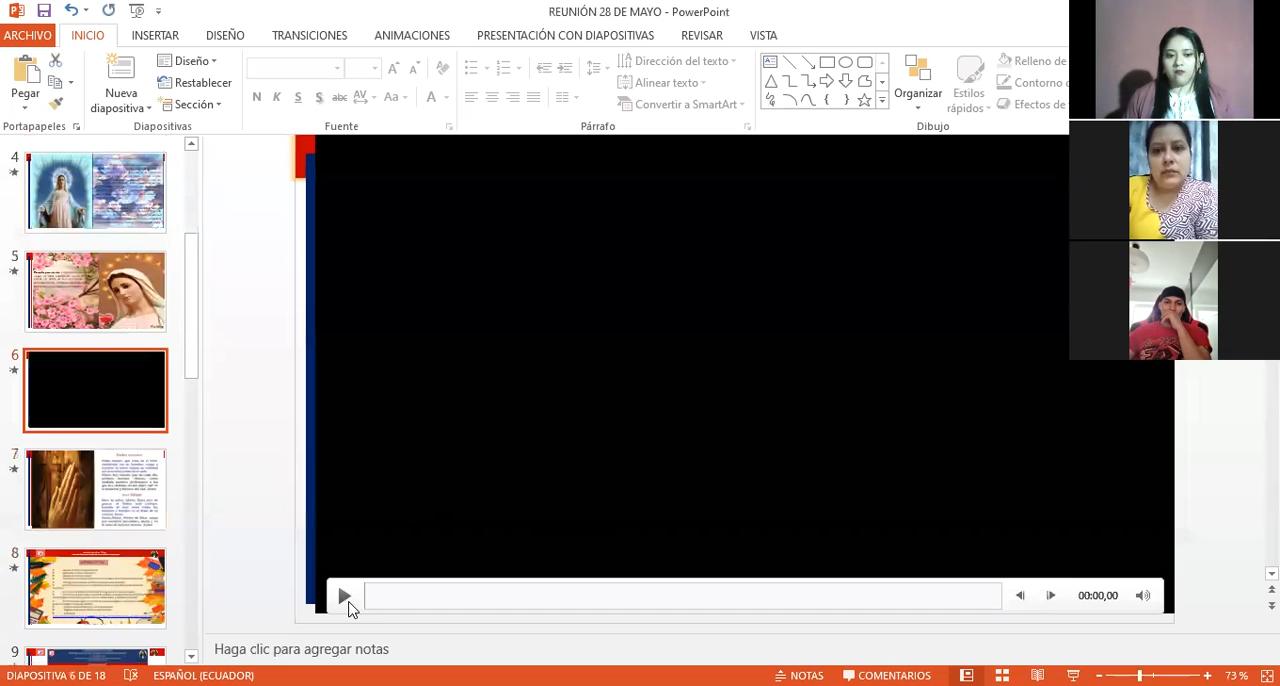 REUNIÓN 28 DE MAYO - PowerPoint
ARCHIVO INICIO INSERTAR DISEÑO TRANSICIONES ANIMACIONES PRESENTACIÓN CON DIAPOSITIVAS REVISAR VISTA
Pegar
Nueva diapositiva
Diseño
Restablecer
Sección
N K S S abc AV Aa A
Dirección del texto
Alinear texto
Convertir a SmartArt
Organizar
Estilos rápidos
Relleno de
Contorno
Efectos de
Portapapeles Diapositivas Fuente Párrafo Dibujo
4
5
6
7
8
9
00:00,00
Haga clic para agregar notas
DIAPOSITIVA 6 DE 18 ESPAÑOL (ECUADOR) NOTAS COMENTARIOS 73 %